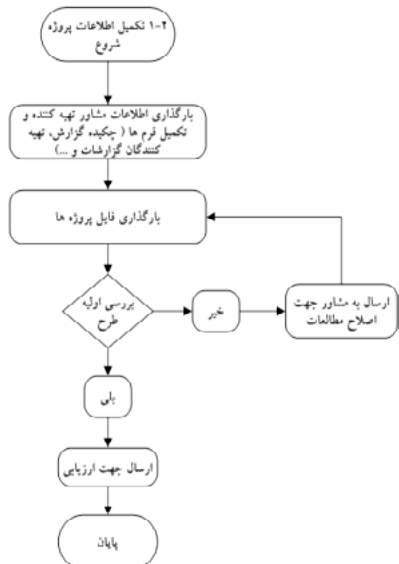 ۱-۲ تکمیل اطلاعات پروژه
شروع
بارگذاری اطلاعات مشاور تهیه کننده و
تکمیل فرم ها ( چکیده گزارش، تهیه
کنندگان گزارشات و ...)
بارگذاری فایل پروژه ها
بررسی اولیه
طرح
خیر
ارسال به مشاور جهت
اصلاح مطالعات
بلی
ارسال جهت ارزیابی
پایان